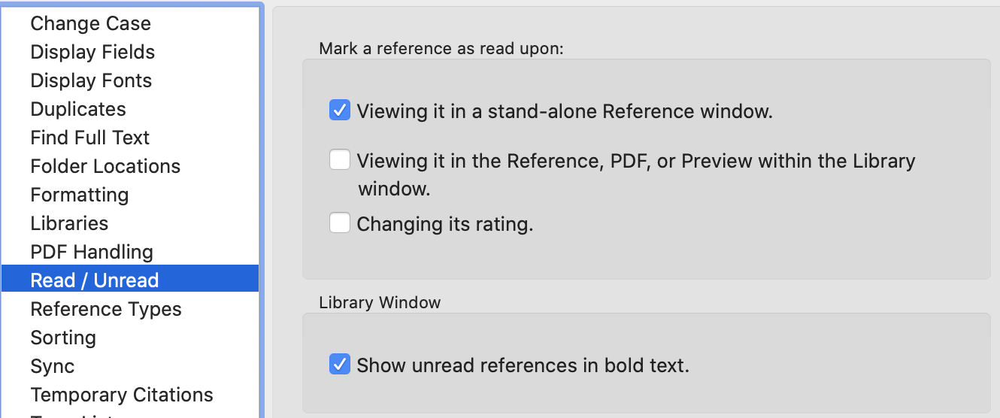 Change Case
Display Fields
Display Fonts
Duplicates
Find Full Text
Folder Locations
Formatting
Libraries
PDF Handling
Read / Unread
Reference Types
Sorting
Sync
Temporary Citations
Mark a reference as read upon:
Viewing it in a stand-alone Reference window.
Viewing it in the Reference, PDF, or Preview within the Library
window.
Changing its rating.
Library Window
Show unread references in bold text.